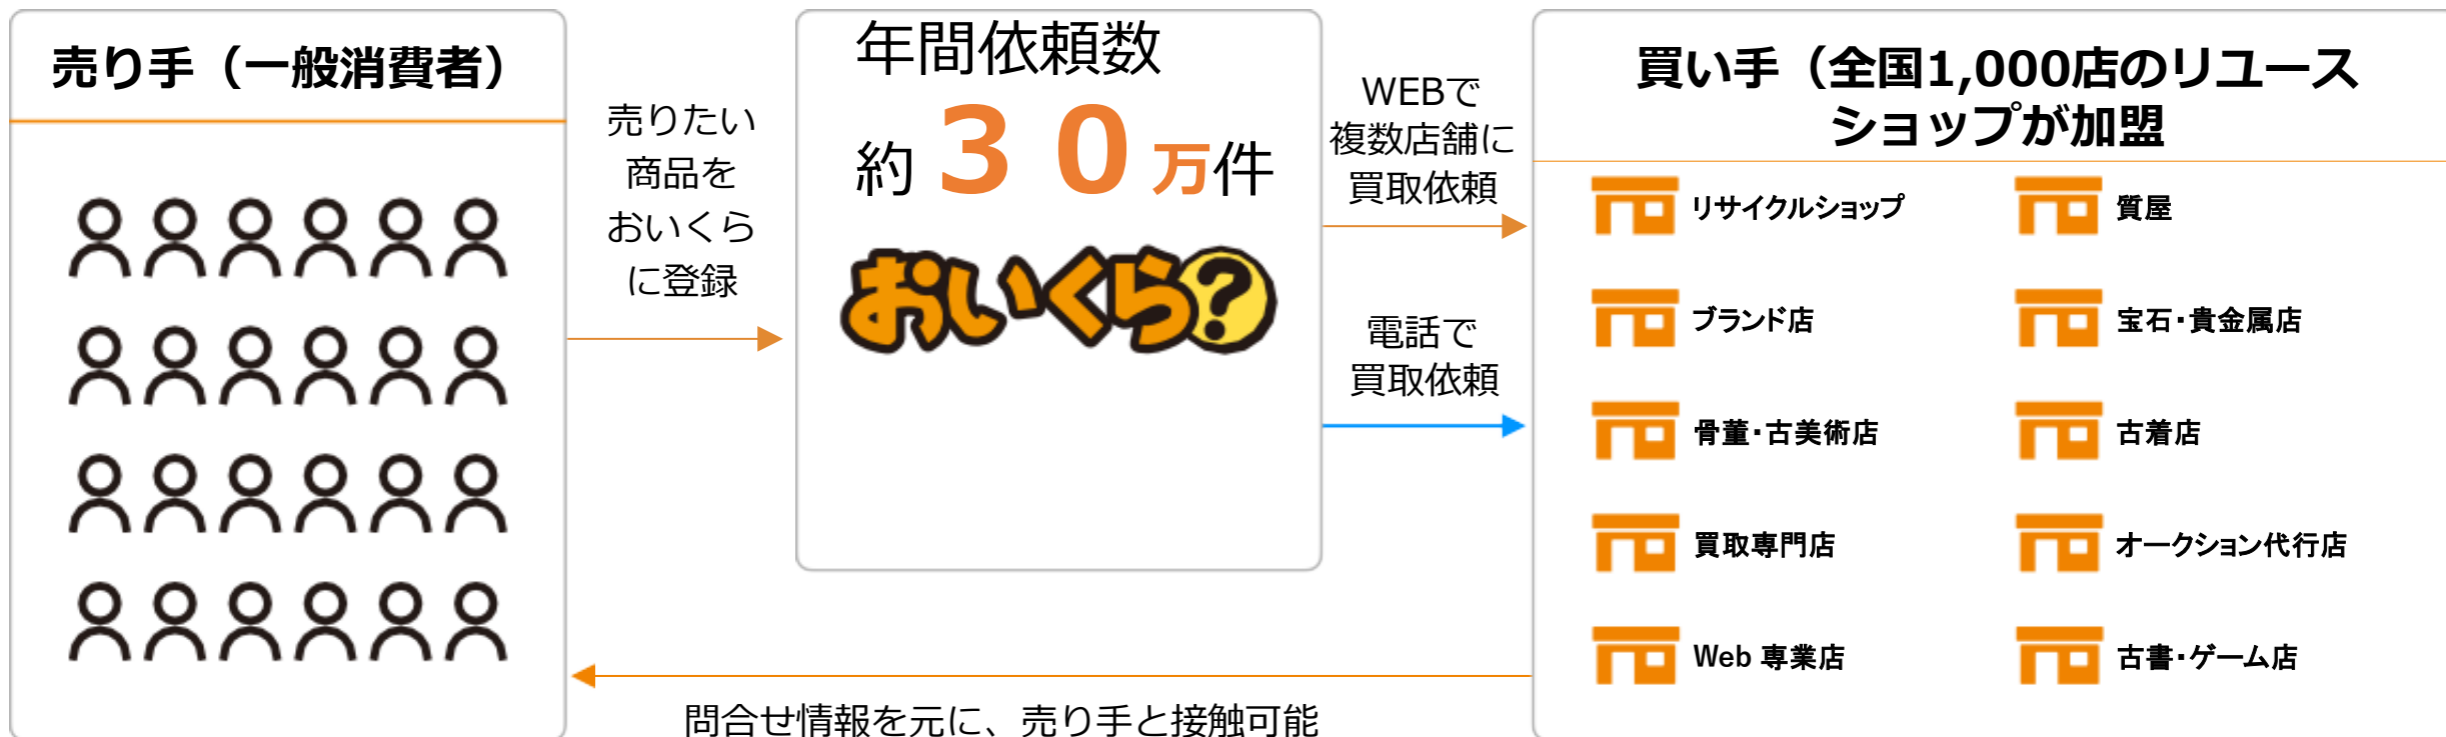 売り手（一般消費者）
売りたい
商品を
おいくら
に登録
年間依頼数
約３０万件
おいくら?
WEBで
複数店舗に
買取依頼
電話で
買取依頼
買い手（全国1,000店のリユース
ショップが加盟
リサイクルショップ
質屋
ブランド店
宝石・貴金属店
骨董・古美術店
古着店
買取専門店
オークション代行店
Web 専業店
古書・ゲーム店
問合せ情報を元に、売り手と接触可能